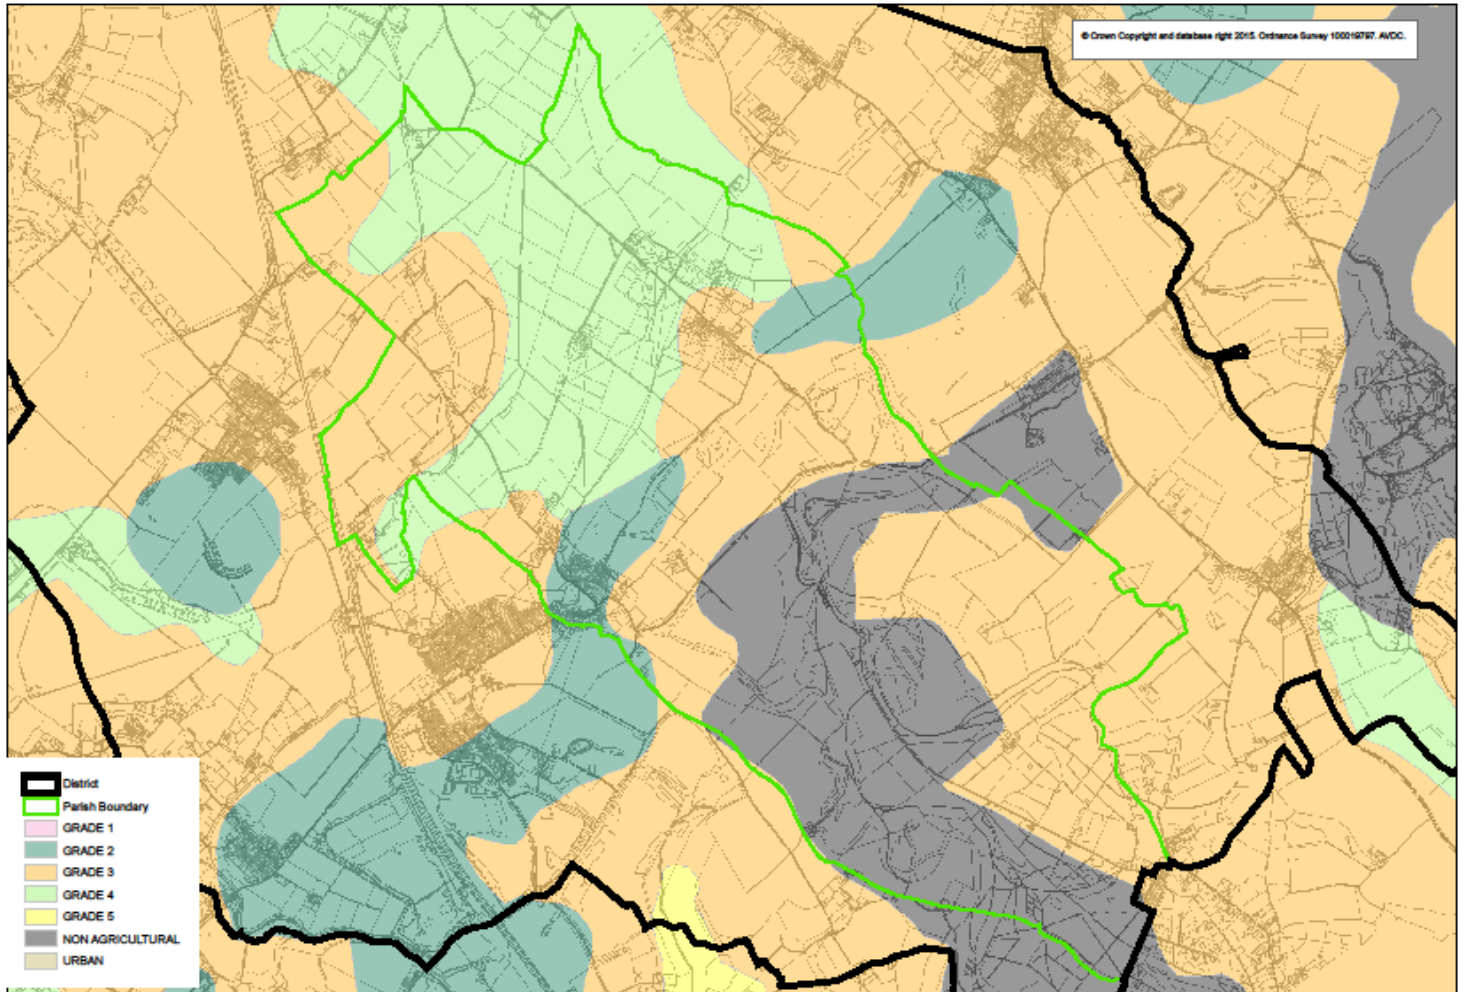 © Crown Copyright and database right 2015. Ordnance Survey 100019797. AVDC.
District
Parish Boundary
GRADE 1
GRADE 2
GRADE 3
GRADE 4
GRADE 5
NON AGRICULTURAL
URBAN